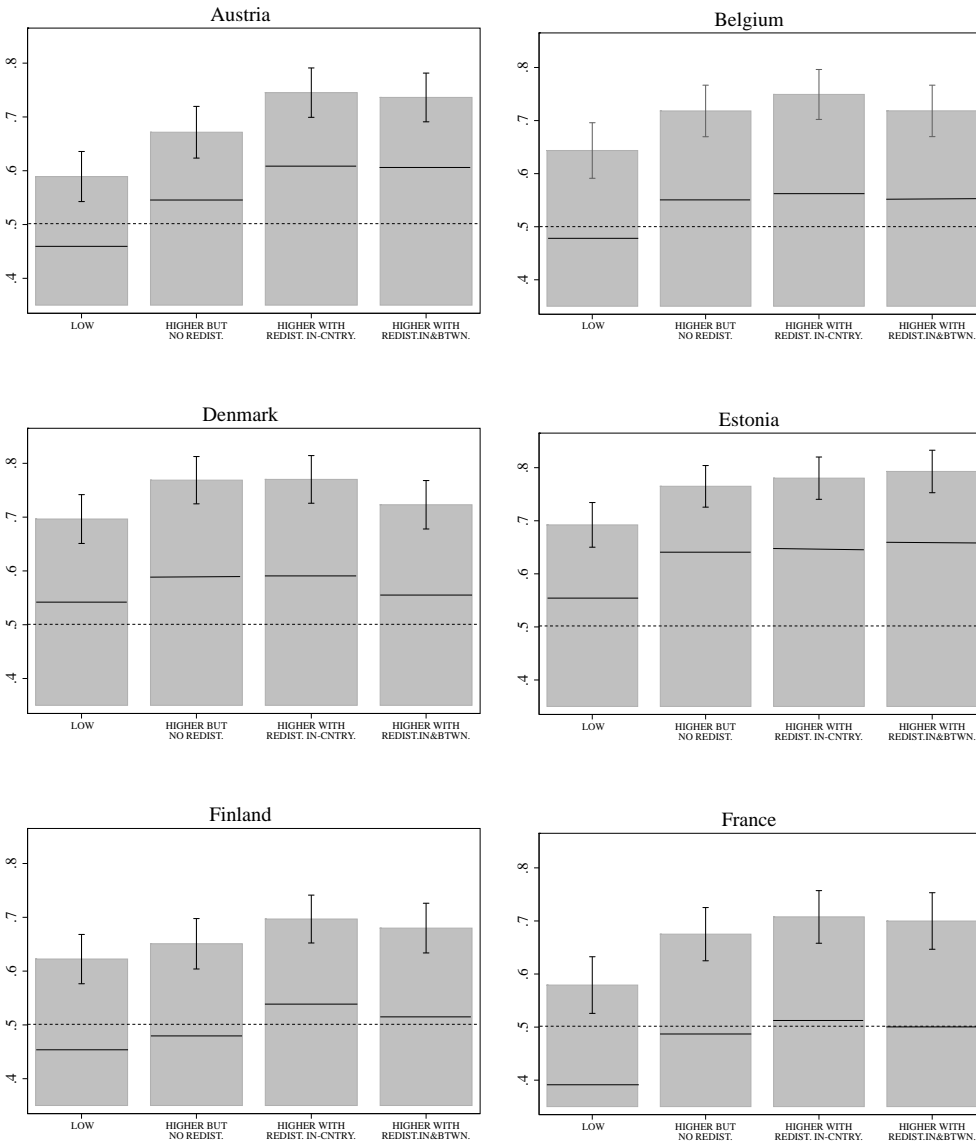 Austria
.8
.7
.6
.5
.4
LOW
HIGHER BUT
NO REDIST.
HIGHER WITH
REDIST. IN-CNTRY.
HIGHER WITH
REDIST.IN&BTWN.
Belgium
.8
.7
.6
.5
.4
LOW
HIGHER BUT
NO REDIST.
HIGHER WITH
REDIST. IN-CNTRY.
HIGHER WITH
REDIST.IN&BTWN.
Denmark
.8
.7
.6
.5
.4
LOW
HIGHER BUT
NO REDIST.
HIGHER WITH
REDIST. IN-CNTRY.
HIGHER WITH
REDIST.IN&BTWN.
Estonia
.8
.7
.6
.5
.4
LOW
HIGHER BUT
NO REDIST.
HIGHER WITH
REDIST. IN-CNTRY.
HIGHER WITH
REDIST.IN&BTWN.
Finland
.8
.7
.6
.5
.4
LOW
HIGHER BUT
NO REDIST.
HIGHER WITH
REDIST. IN-CNTRY.
HIGHER WITH
REDIST.IN&BTWN.
France
.8
.7
.6
.5
.4
LOW
HIGHER BUT
NO REDIST.
HIGHER WITH
REDIST. IN-CNTRY.
HIGHER WITH
REDIST.IN&BTWN.